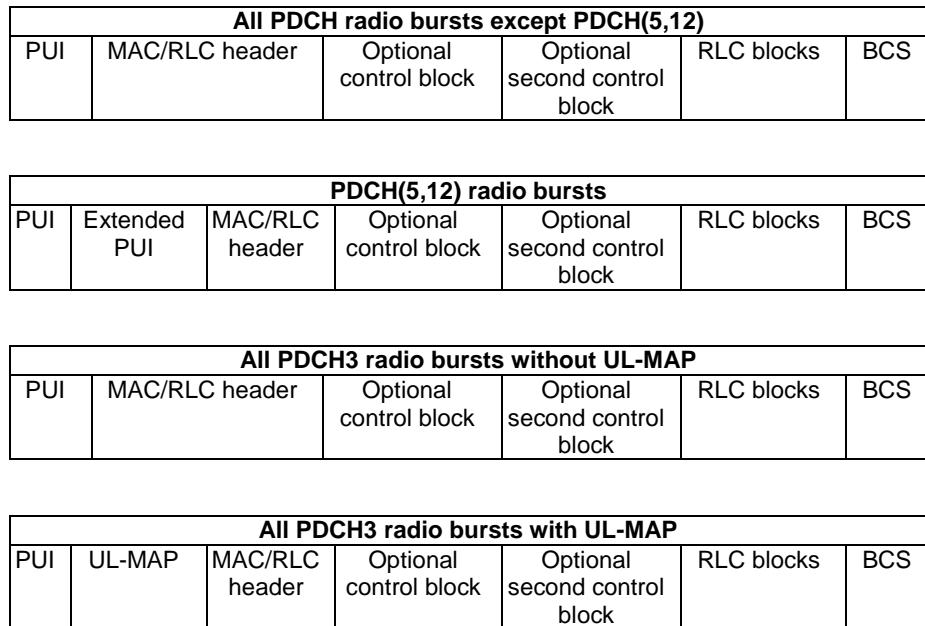 All PDCH radio bursts except PDCH(5,12)
PUI MAC/RLC header Optional control block Optional second control block RLC blocks BCS
PDCH(5,12) radio bursts
PUI Extended PUI MAC/RLC header Optional control block Optional second control block RLC blocks BCS
All PDCH3 radio bursts without UL-MAP
PUI MAC/RLC header Optional control block Optional second control block RLC blocks BCS
All PDCH3 radio bursts with UL-MAP
PUI UL-MAP MAC/RLC header Optional control block Optional second control block RLC blocks BCS